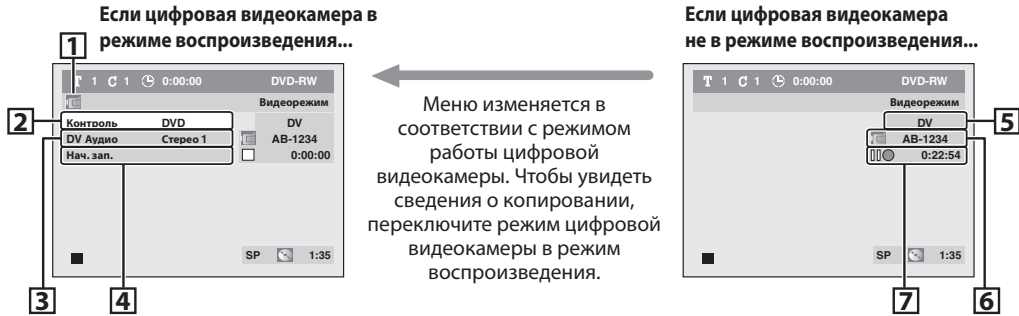 Если цифровая видеокамера в
режиме воспроизведения...
1
T 1 C 1 0:00:00 DVD-RW
Видеорежим
2
Контроль DVD
DV
DV Аудио Стерео 1
AB-1234
Нач. зап.
0:00:00
SP 1:35
3
4
Меню изменяется в
соответствии с режимом
работы цифровой
видеокамеры. Чтобы увидеть
сведения о копировании,
переключите режим цифровой
видеокамеры в режим
воспроизведения.
Если цифровая видеокамера
не в режиме воспроизведения...
T 1 C 1 0:00:00 DVD-RW
Видеорежим
DV
5
AB-1234
0:22:54
SP 1:35
7
6